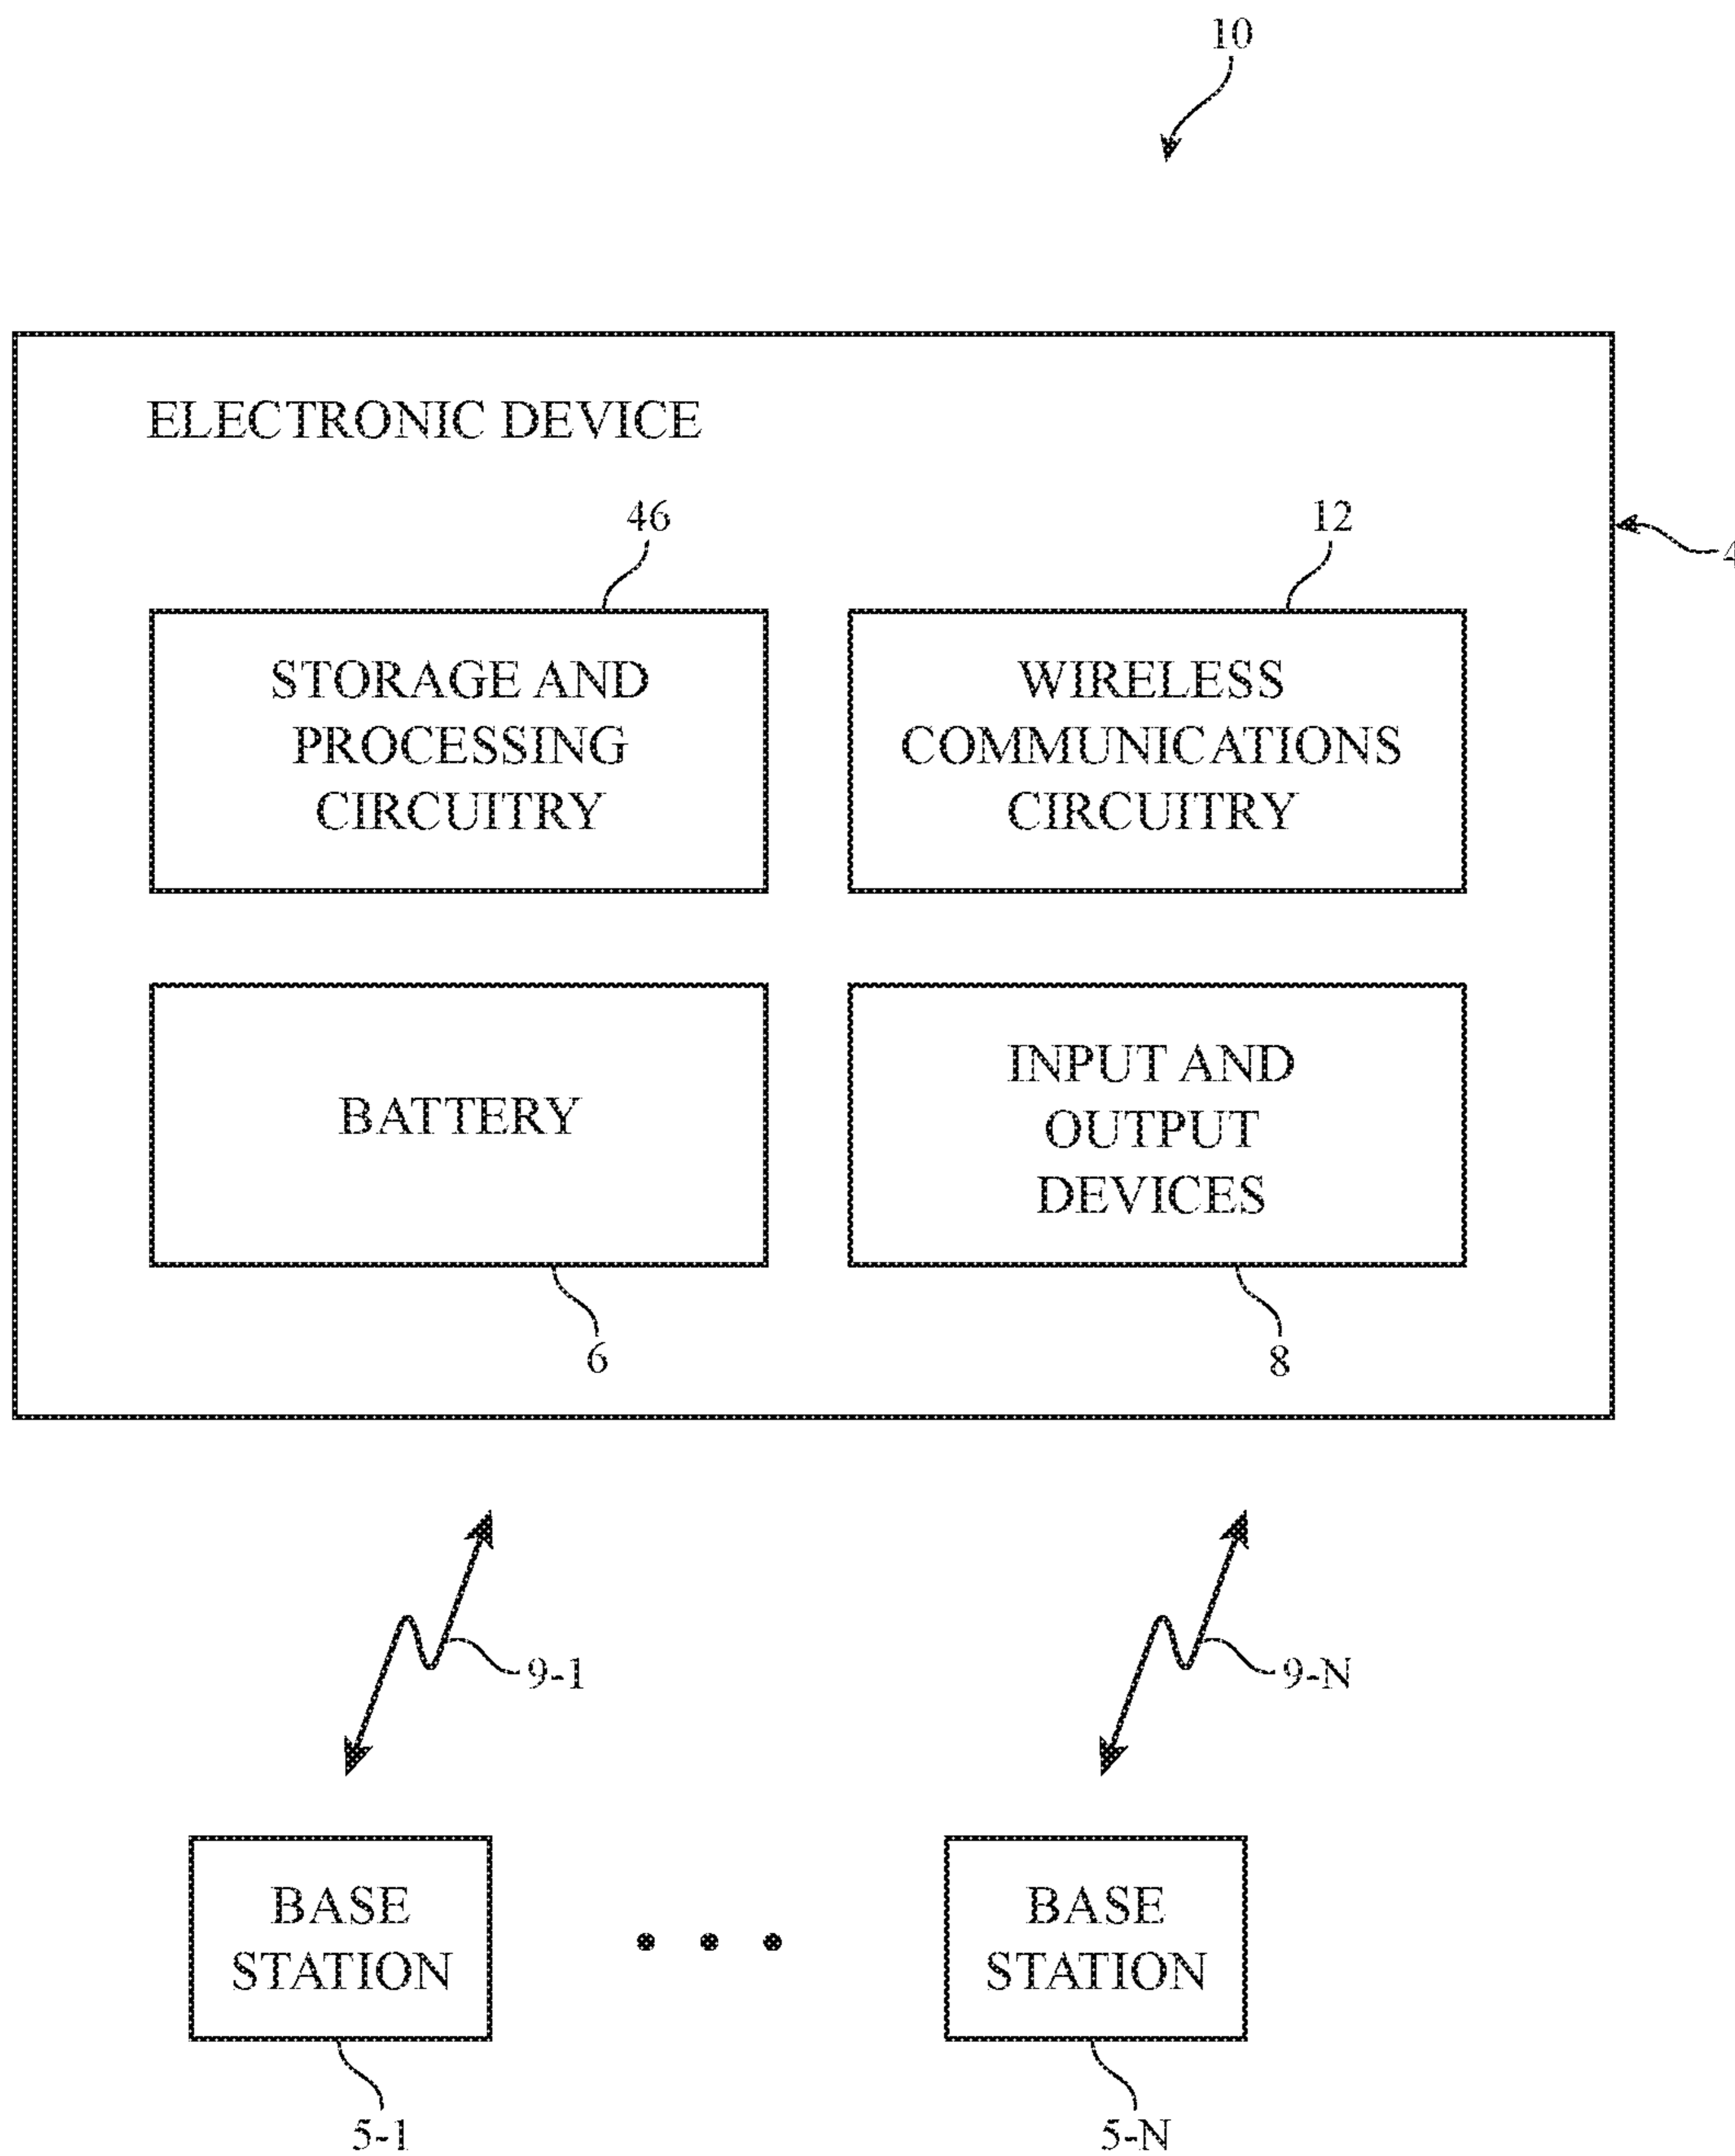 10
ELECTRONIC DEVICE
46
12
4
STORAGE AND
PROCESSING
CIRCUITRY
WIRELESS
COMMUNICATIONS
CIRCUITRY
BATTERY
INPUT AND
OUTPUT
DEVICES
6
8
9-1
9-N
BASE
STATION
BASE
STATION
5-1
5-N